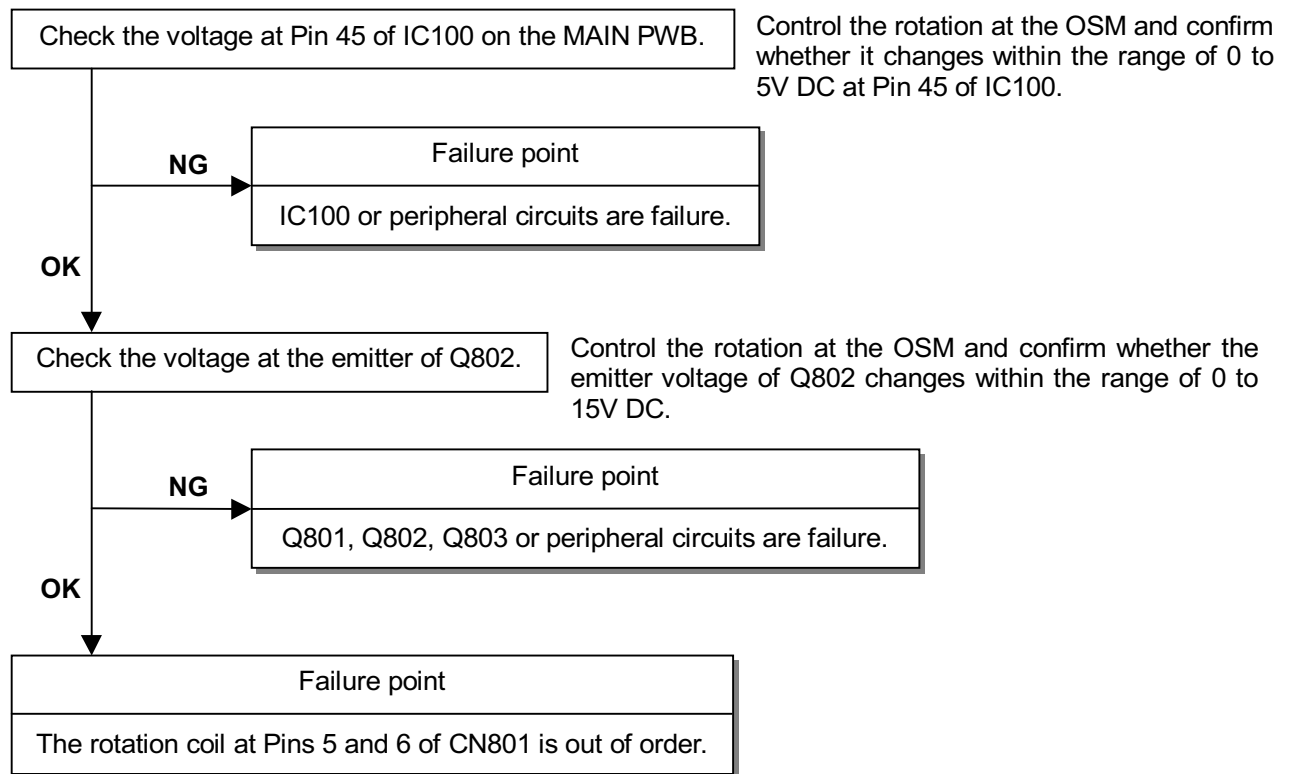 Check the voltage at Pin 45 of IC100 on the MAIN PWB.
Control the rotation at the OSM and confirm
whether it changes within the range of 0 to
5V DC at Pin 45 of IC100.
NG
Failure point
IC100 or peripheral circuits are failure.
OK
Check the voltage at the emitter of Q802.
Control the rotation at the OSM and confirm whether the
emitter voltage of Q802 changes within the range of 0 to
15V DC.
NG
Failure point
Q801, Q802, Q803 or peripheral circuits are failure.
OK
Failure point
The rotation coil at Pins 5 and 6 of CN801 is out of order.